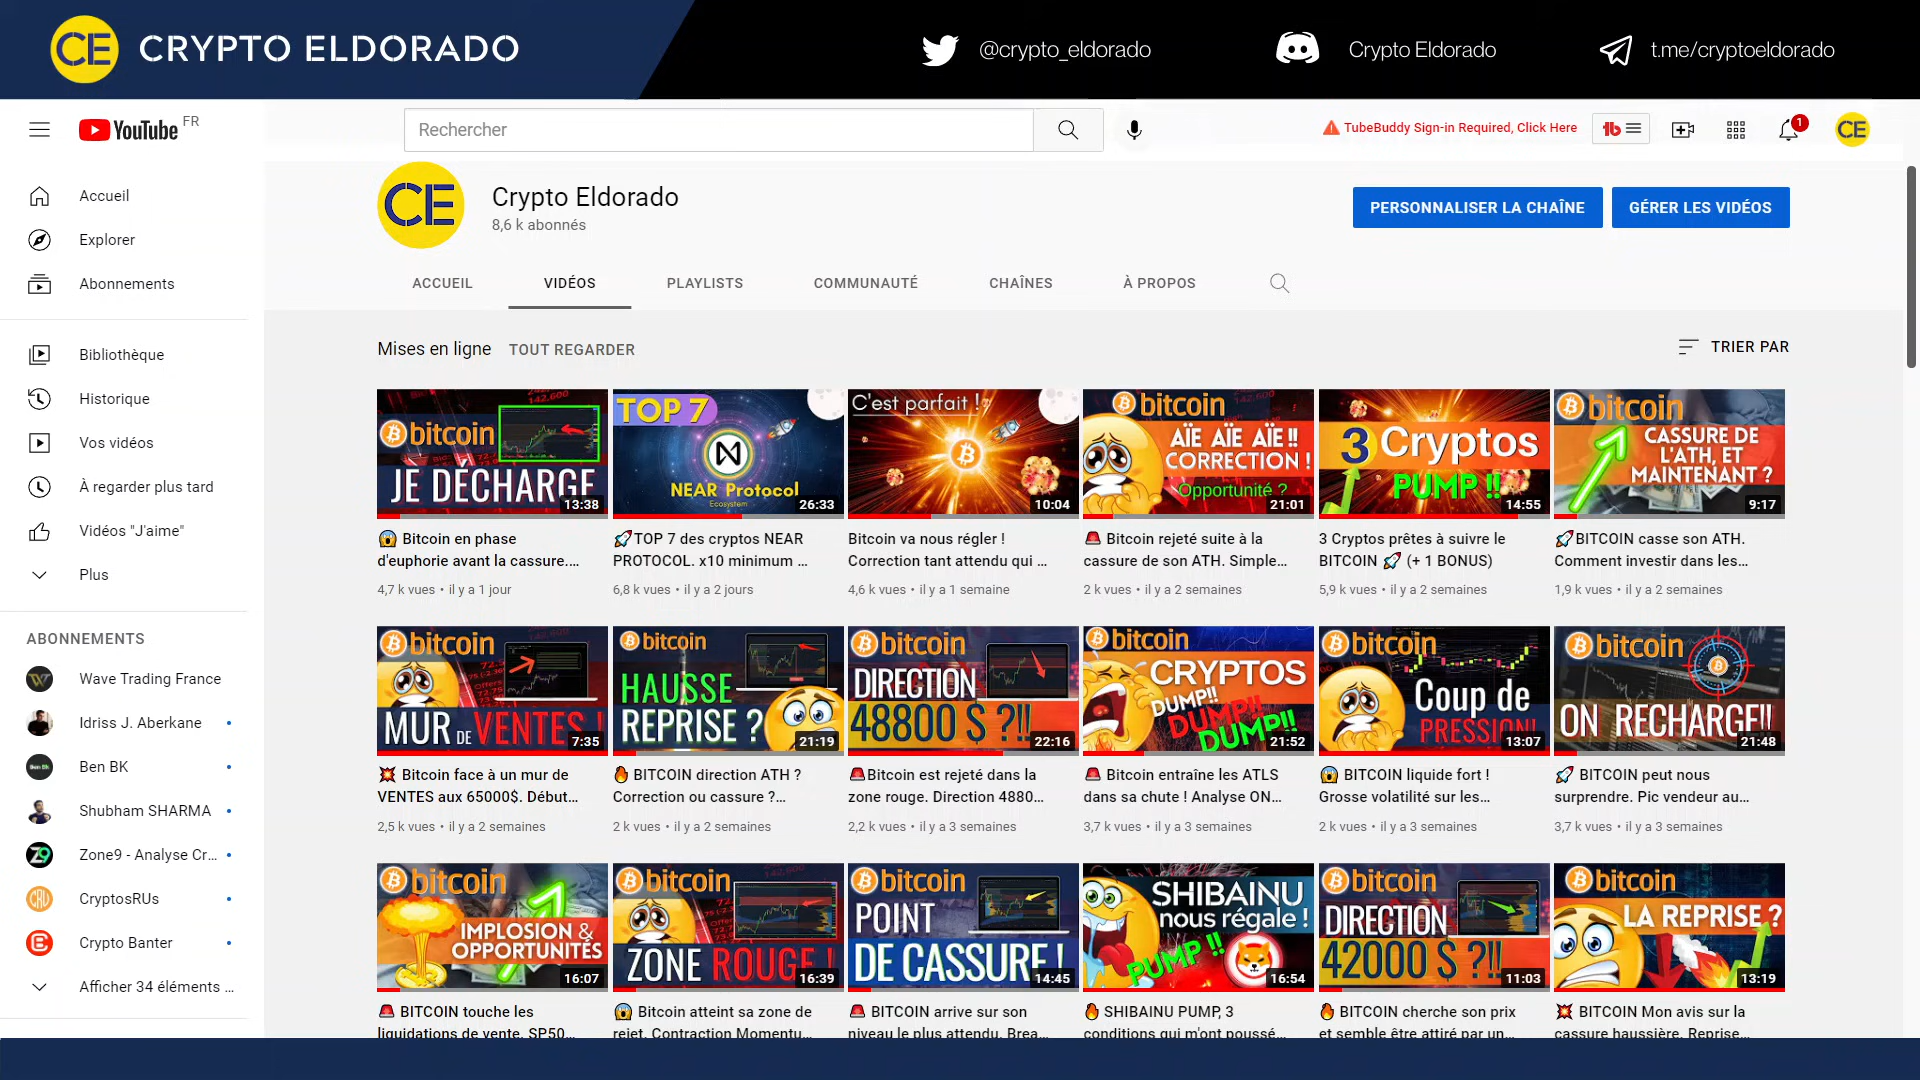 CE CRYPTO ELDORADO
@crypto_eldorado
Crypto Eldorado
t.me/cryptoeldorado
YouTube FR
Rechercher
TubeBuddy Sign-in Required, Click Here
tb
1
CE
Accueil
Explorer
Abonnements
Bibliothèque
Historique
Vos vidéos
À regarder plus tard
Vidéos "J'aime"
Plus
ABONNEMENTS
Wave Trading France
Idriss J. Aberkane
Ben BK
Shubham SHARMA
Zone9 - Analyse Cr...
CryptosRUs
Crypto Banter
Afficher 34 éléments ...
CE
Crypto Eldorado
8,6 k abonnés
PERSONNALISER LA CHAÎNE
GÉRER LES VIDÉOS
ACCUEIL
VIDÉOS
PLAYLISTS
COMMUNAUTÉ
CHAÎNES
À PROPOS
Mises en ligne
TOUT REGARDER
TRIER PAR
bitcoin
JE DÉCHARGE
13:38
😱 Bitcoin en phase
d'euphorie avant la cassure....
4,7 k vues • il y a 1 jour
TOP 7
NEAR Protocol
Ecosystem
26:33
🚀TOP 7 des cryptos NEAR
PROTOCOL. x10 minimum ...
6,8 k vues • il y a 2 jours
C'est parfait !
10:04
Bitcoin va nous régler !
Correction tant attendu qui ...
4,6 k vues • il y a 1 semaine
bitcoin
AÏE AÏE AÏE!!
CORRECTION !
Opportunité ?
21:01
🚨 Bitcoin rejeté suite à la
cassure de son ATH. Simple...
2 k vues • il y a 2 semaines
3 Cryptos
PUMP !!
14:55
3 Cryptos prêtes à suivre le
BITCOIN 🚀 (+ 1 BONUS)
5,9 k vues • il y a 2 semaines
bitcoin
CASSURE DE
L'ATH, ET
MAINTENANT ?
9:17
🚀BITCOIN casse son ATH.
Comment investir dans les...
1,9 k vues • il y a 2 semaines
bitcoin
MUR DE VENTES !
7:35
💥 Bitcoin face à un mur de
VENTES aux 65000$. Début...
2,5 k vues • il y a 2 semaines
bitcoin
HAUSSE
REPRISE ?
21:19
🔥 BITCOIN direction ATH ?
Correction ou cassure ?...
2 k vues • il y a 2 semaines
bitcoin
DIRECTION
48800 $ ?!!
22:16
🚨Bitcoin est rejeté dans la
zone rouge. Direction 4880...
2,2 k vues • il y a 3 semaines
bitcoin
CRYPTOS
DUMP!!
DUMP!!
DUMP!!
21:52
🚨 Bitcoin entraîne les ATLS
dans sa chute ! Analyse ON...
3,7 k vues • il y a 3 semaines
bitcoin
Coup de
PRESSION!
13:07
😱 BITCOIN liquide fort !
Grosse volatilité sur les...
2 k vues • il y a 3 semaines
bitcoin
ON RECHARGE!!
21:48
🚀 BITCOIN peut nous
surprendre. Pic vendeur au...
3,7 k vues • il y a 3 semaines
bitcoin
IMPLOSION &
OPPORTUNITÉS
16:07
🚨 BITCOIN touche les
liquidations de vente. SP50...
bitcoin
ZONE ROUGE !
16:39
😱 Bitcoin atteint sa zone de
rejet. Contraction Momentu...
bitcoin
POINT
DE CASSURE !
14:45
🚨 BITCOIN arrive sur son
niveau le plus attendu. Brea...
SHIBAINU
nous régale !
PUMP !!
16:54
🔥 SHIBAINU PUMP, 3
conditions qui m'ont poussé...
bitcoin
DIRECTION
42000 $ ?!!
11:03
🔥 BITCOIN cherche son prix
et semble être attiré par un...
bitcoin
LA REPRISE ?
13:19
💥 BITCOIN Mon avis sur la
cassure haussière. Reprise...